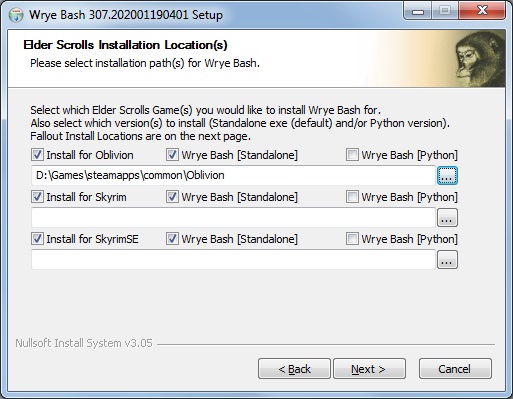 Wrye Bash 307.202001190401 Setup
Elder Scrolls Installation Location(s)
Please select installation path(s) for Wrye Bash.
Select which Elder Scrolls Game(s) you would like to install Wrye Bash for.
Also select which version(s) to install (Standalone exe (default) and/or Python version).
Fallout Install Locations are on the next page.
Install for Oblivion Wrye Bash [Standalone] Wrye Bash [Python]
D:\Games\steamapps\common\Oblivion ...
Install for Skyrim Wrye Bash [Standalone] Wrye Bash [Python]
...
Install for SkyrimSE Wrye Bash [Standalone] Wrye Bash [Python]
...
Nullsoft Install System v3.05
< Back Next > Cancel